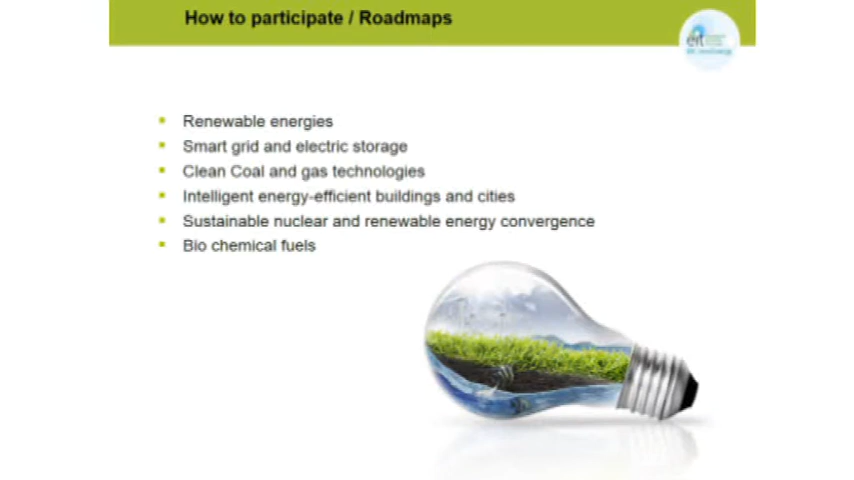 How to participate / Roadmaps
eit
Renewable energies
Smart grid and electric storage
Clean Coal and gas technologies
Intelligent energy-efficient buildings and cities
Sustainable nuclear and renewable energy convergence
Bio chemical fuels